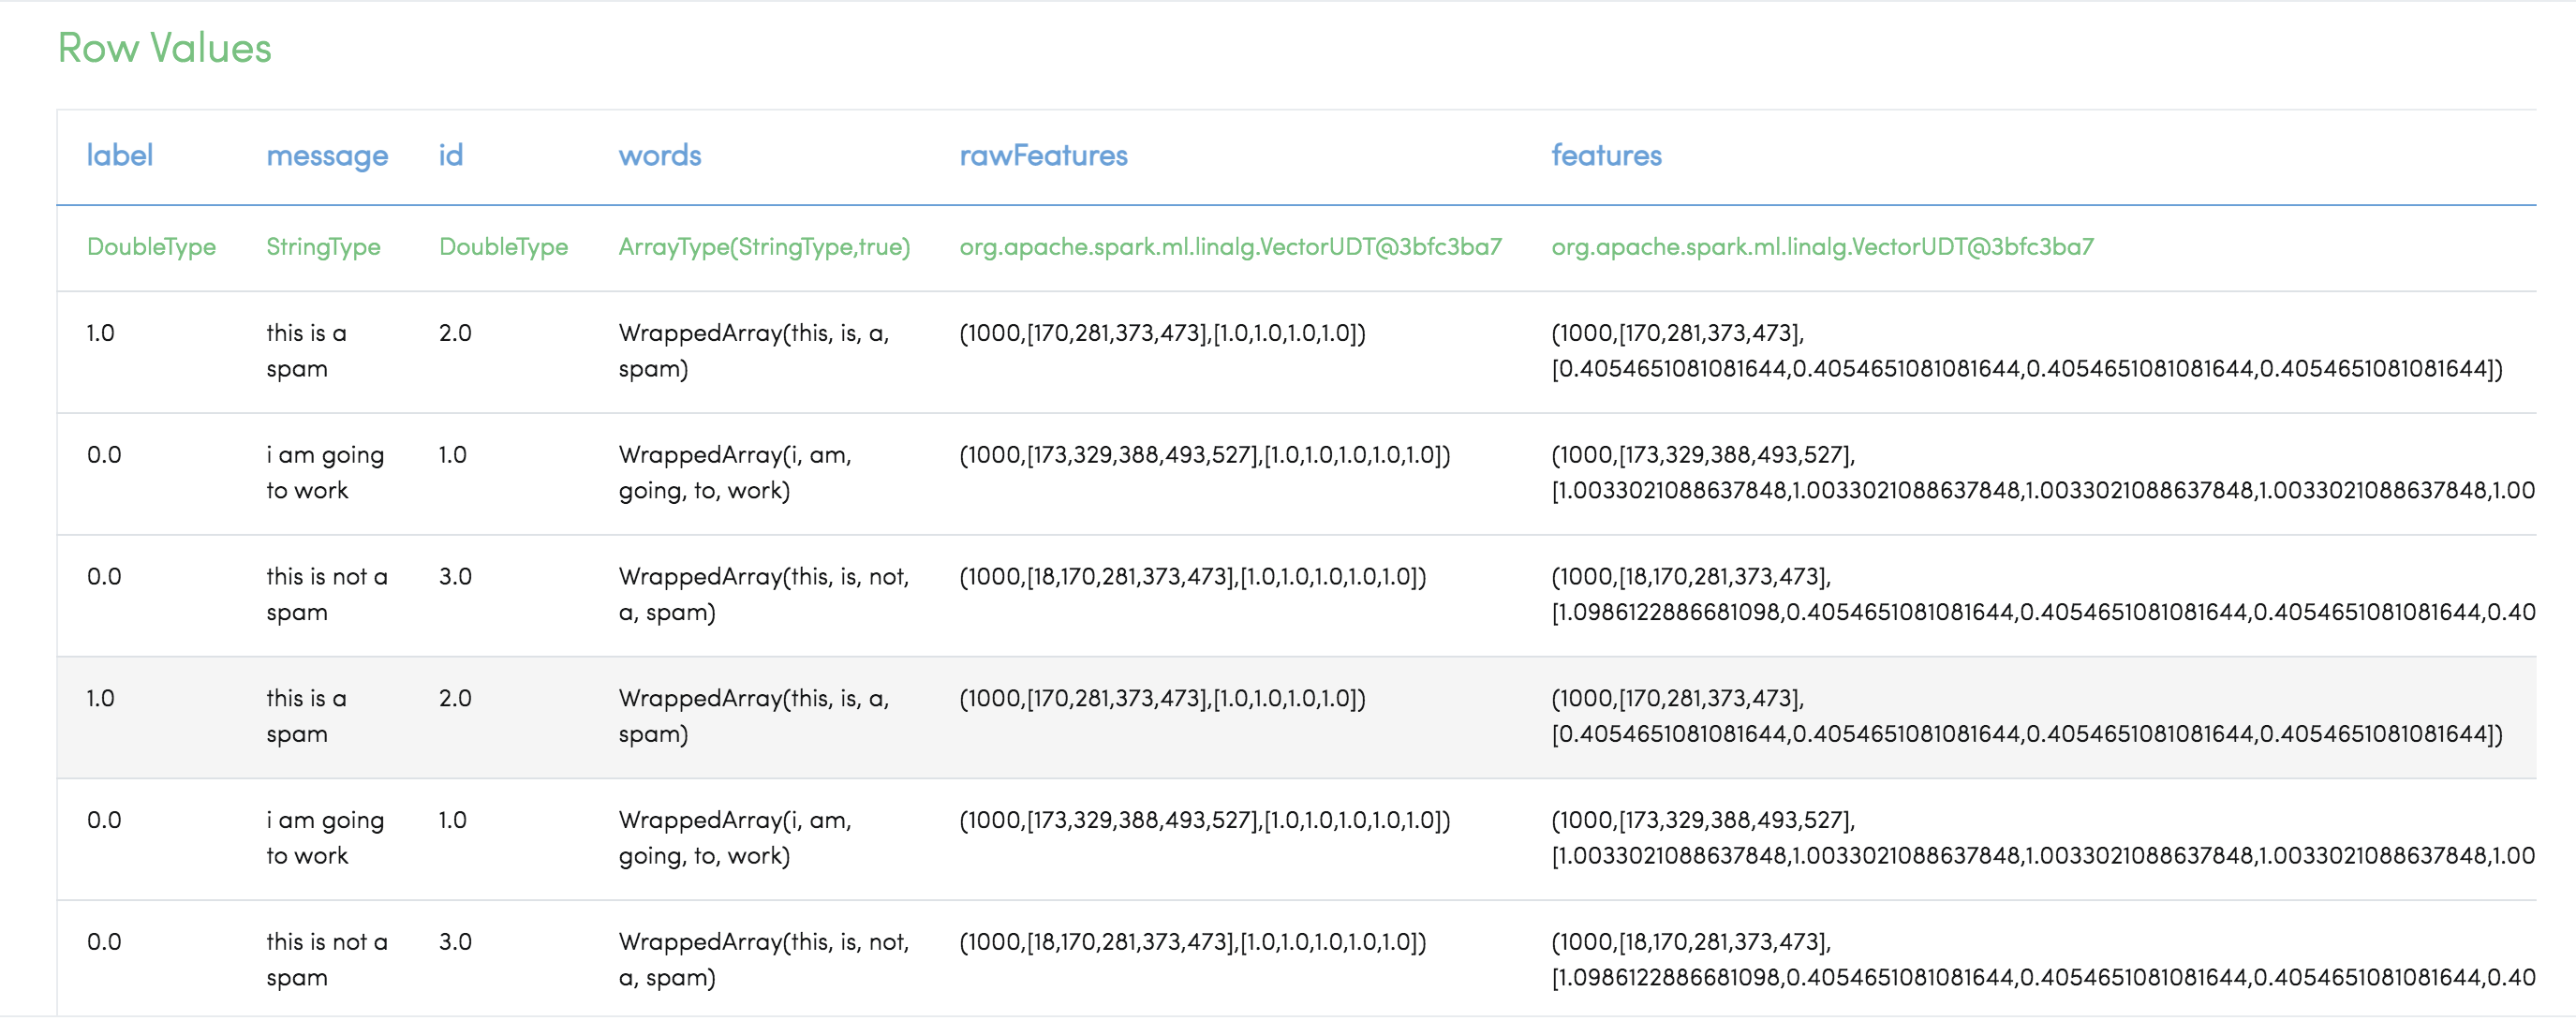 Row Values
label message id words rawFeatures features
DoubleType StringType DoubleType ArrayType(StringType,true) org.apache.spark.ml.linalg.VectorUDT@3bfc3ba7 org.apache.spark.ml.linalg.VectorUDT@3bfc3ba7
1.0 this is a 2.0 WrappedArray(this, is, a, (1000,[170,281,373,473],[1.0,1.0,1.0,1.0]) (1000,[170,281,373,473],
spam spam) [0.4054651081081644,0.4054651081081644,0.4054651081081644,0.4054651081081644])
0.0 i am going 1.0 WrappedArray(i, am, (1000,[173,329,388,493,527],[1.0,1.0,1.0,1.0,1.0]) (1000,[173,329,388,493,527],
to work going, to, work) [1.0033021088637848,1.0033021088637848,1.0033021088637848,1.0033021088637848,1.00
0.0 this is not a 3.0 WrappedArray(this, is, not, (1000,[18,170,281,373,473],[1.0,1.0,1.0,1.0,1.0]) (1000,[18,170,281,373,473],
spam a, spam) [1.0986122886681098,0.4054651081081644,0.4054651081081644,0.4054651081081644,0.40
1.0 this is a 2.0 WrappedArray(this, is, a, (1000,[170,281,373,473],[1.0,1.0,1.0,1.0]) (1000,[170,281,373,473],
spam spam) [0.4054651081081644,0.4054651081081644,0.4054651081081644,0.4054651081081644])
0.0 i am going 1.0 WrappedArray(i, am, (1000,[173,329,388,493,527],[1.0,1.0,1.0,1.0,1.0]) (1000,[173,329,388,493,527],
to work going, to, work) [1.0033021088637848,1.0033021088637848,1.0033021088637848,1.0033021088637848,1.00
0.0 this is not a 3.0 WrappedArray(this, is, not, (1000,[18,170,281,373,473],[1.0,1.0,1.0,1.0,1.0]) (1000,[18,170,281,373,473],
spam a, spam) [1.0986122886681098,0.4054651081081644,0.4054651081081644,0.4054651081081644,0.40